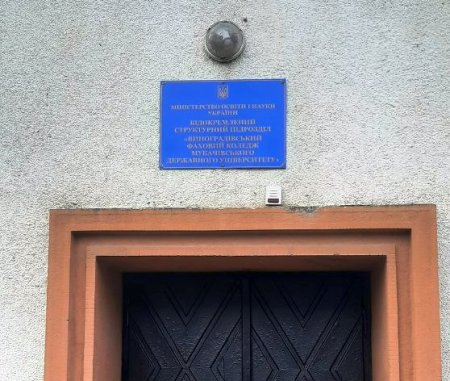 МІНІСТЕРСТВО ОСВІТИ І НАУКИ
УКРАЇНИ
ВІДОКРЕМЛЕНИЙ
СТРУКТУРНИЙ ПІДРОЗДІЛ
«ВИНОГРАДІВСЬКИЙ
ФАХОВИЙ КОЛЕДЖ
МУКАЧІВСЬКОГО
ДЕРЖАВНОГО УНІВЕРСИТЕТУ»